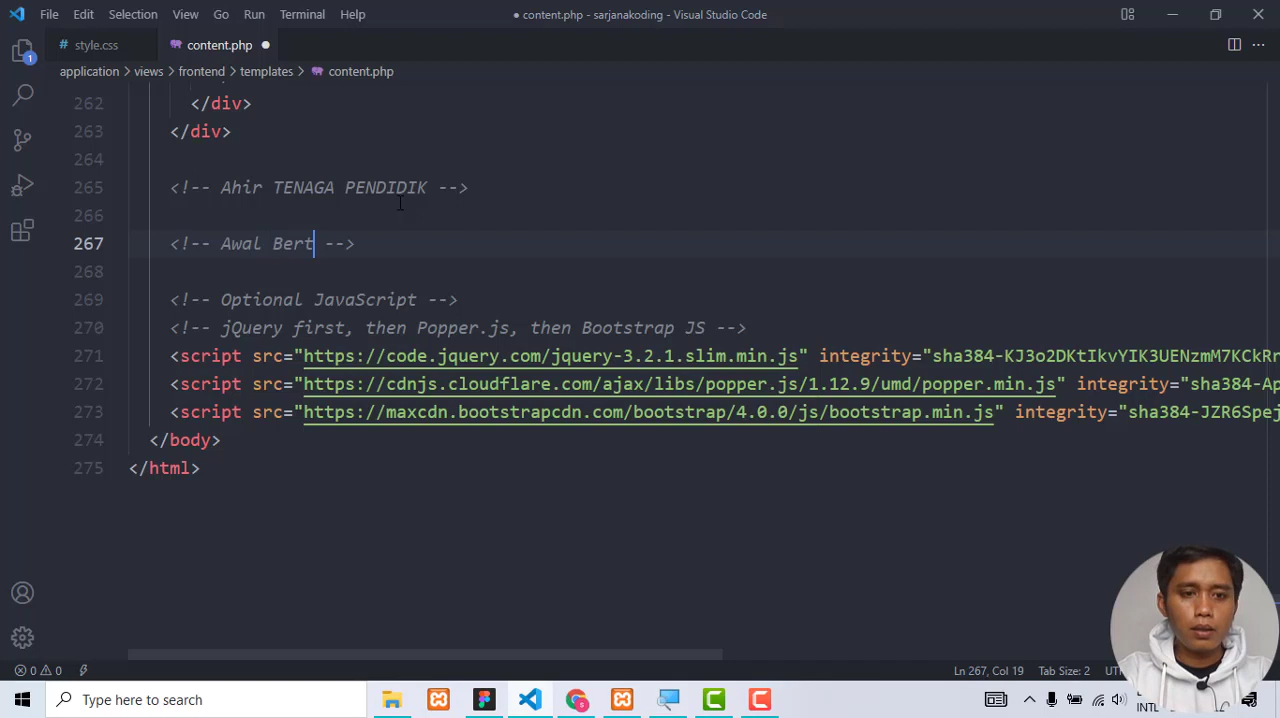 File Edit Selection View Go Run Terminal Help ● content.php - sarjanakoding - Visual Studio Code
style.css content.php
application > views > frontend > templates > content.php
262 </div>
263 </div>
264
265 <!-- Ahir TENAGA PENDIDIK -->
266
267 <!-- Awal Bert -->
268
269 <!-- Optional JavaScript -->
270 <!-- jQuery first, then Popper.js, then Bootstrap JS -->
271 <script src="https://code.jquery.com/jquery-3.2.1.slim.min.js" integrity="sha384-KJ3o2DKtIkvYIK3UENzmM7KCkRr
272 <script src="https://cdnjs.cloudflare.com/ajax/libs/popper.js/1.12.9/umd/popper.min.js" integrity="sha384-Ap
273 <script src="https://maxcdn.bootstrapcdn.com/bootstrap/4.0.0/js/bootstrap.min.js" integrity="sha384-JZR6Spej
274 </body>
275 </html>
1
0 0 Ln 267, Col 19 Tab Size: 2
Type here to search